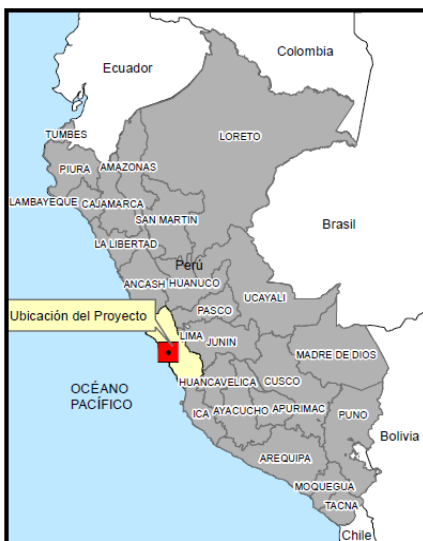 Colombia
Ecuador
TUMBES
LORETO
PIURA
AMAZONAS
LAMBAYEQUE
CAJAMARCA
SAN MARTIN
Brasil
LA LIBERTAD
Perú
ANCASH
HUANUCO
UCAYALI
PASCO
Ubicación del Proyecto
LIMA
JUNIN
MADRE DE DIOS
HUANCAVELICA
CUSCO
OCÉANO
PACÍFICO
ICA
AYACUCHO
APURIMAC
PUNO
Bolivia
AREQUIPA
MOQUEGUA
TACNA
Chile